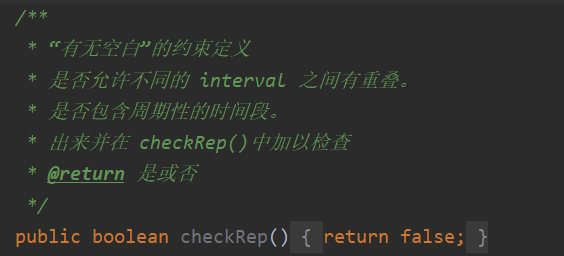 /**
* “有无空白”的约束定义
* 是否允许不同的 interval 之间有重叠。
* 是否包含周期性的时间段。
* 出来并在 checkRep()中加以检查
* @return 是或否
*/
public boolean checkRep() { return false; }